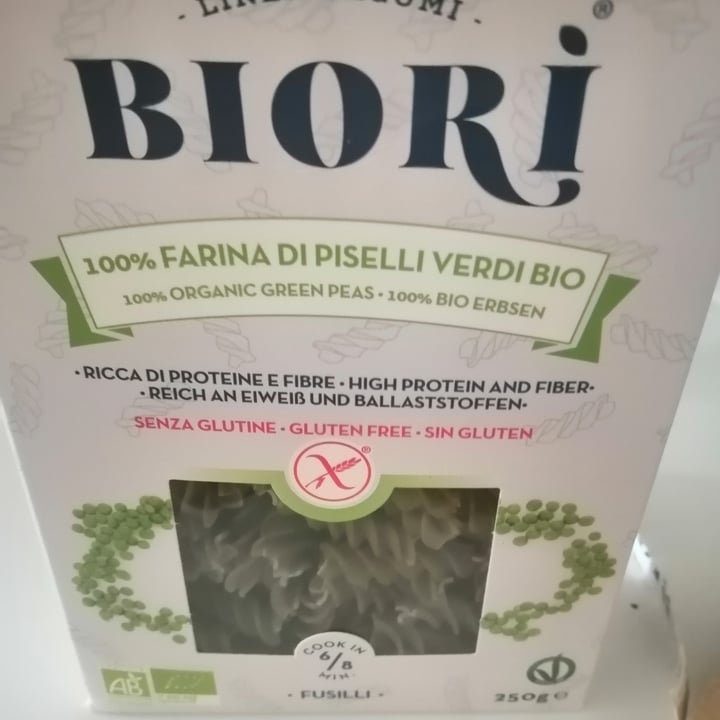 BIORÌ
®
100% FARINA DI PISELLI VERDI BIO
100% ORGANIC GREEN PEAS • 100% BIO ERBSEN
•RICCA DI PROTEINE E FIBRE • HIGH PROTEIN AND FIBER•
•REICH AN EIWEIß UND BALLASTSTOFFEN•
SENZA GLUTINE • GLUTEN FREE • SIN GLUTEN
®
COOK IN
6/8
MIN•
• FUSILLI •
AB
250g e